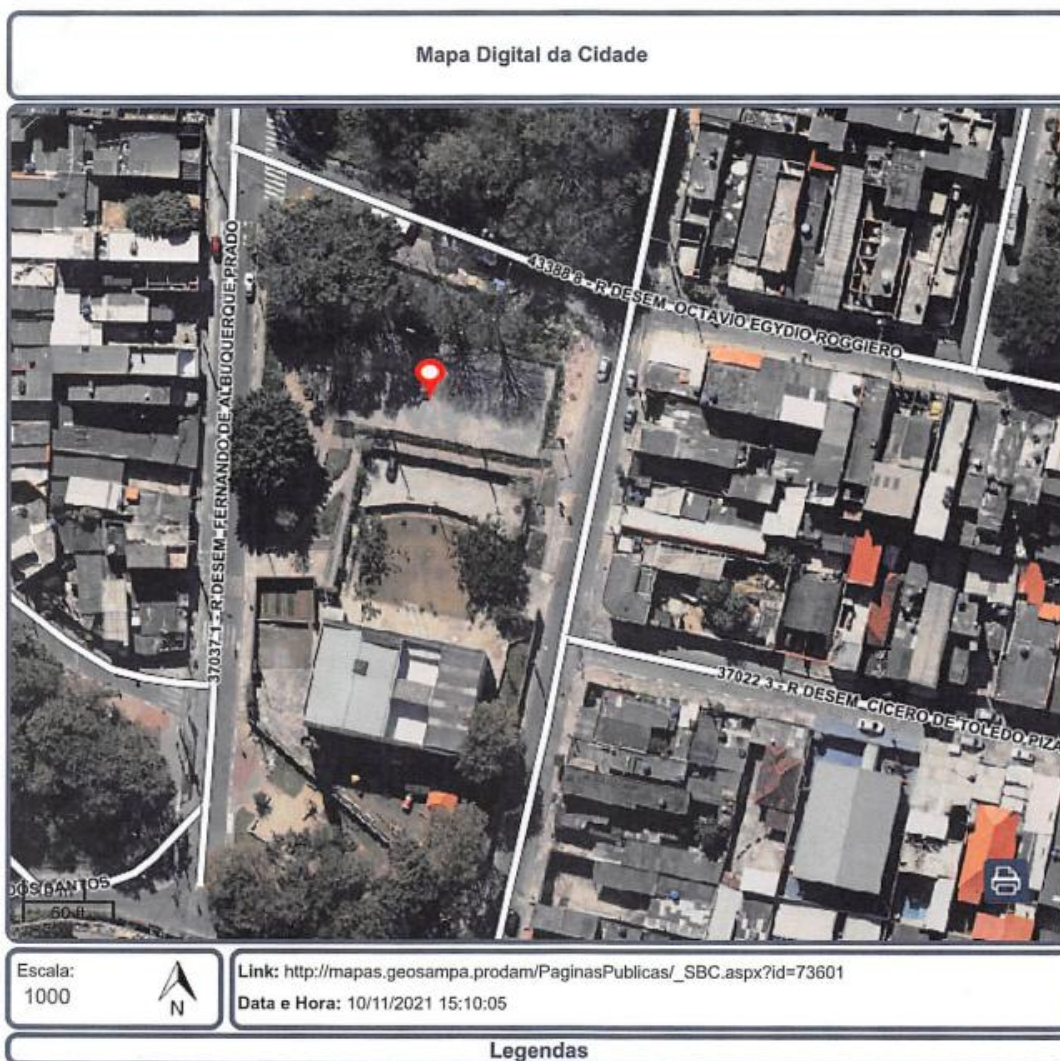 Mapa Digital da Cidade
37037 1 - R DESEM FERNANDO DE ALBUQUERQUE PRADO
43388 8 - R DESEM OCTAVIO EGYDIO ROGGIERO
37022 3 - R DESEM CICERO DE TOLEDO PIZA
DOS SANTOS
50 ft
Escala:
1000
N
Link: http://mapas.geosampa.prodam/PaginasPublicas/_SBC.aspx?id=73601
Data e Hora: 10/11/2021 15:10:05
Legendas